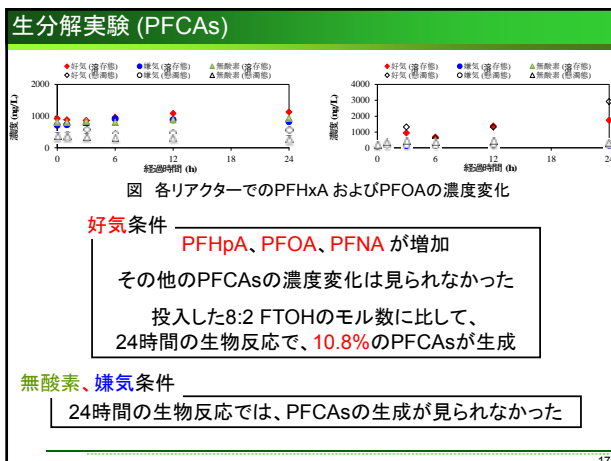 生分解実験 (PFCAs)
好気 (溶存態) 嫌気 (溶存態) 無酸素 (溶存態)
好気 (懸濁態) 嫌気 (懸濁態) 無酸素 (懸濁態)
2000
1000
0
濃度 (ng/L)
0 6 12 18 24
経過時間 (h)
好気 (溶存態) 嫌気 (溶存態) 無酸素 (溶存態)
好気 (懸濁態) 嫌気 (懸濁態) 無酸素 (懸濁態)
4000
3000
2000
1000
0
濃度 (ng/L)
0 6 12 18 24
経過時間 (h)
図 各リアクターでのPFHxA およびPFOAの濃度変化
好気条件
PFHpA、PFOA、PFNA が増加
その他のPFCAsの濃度変化は見られなかった
投入した8:2 FTOHのモル数に比して、
24時間の生物反応で、10.8%のPFCAsが生成
無酸素、嫌気条件
24時間の生物反応では、PFCAsの生成が見られなかった